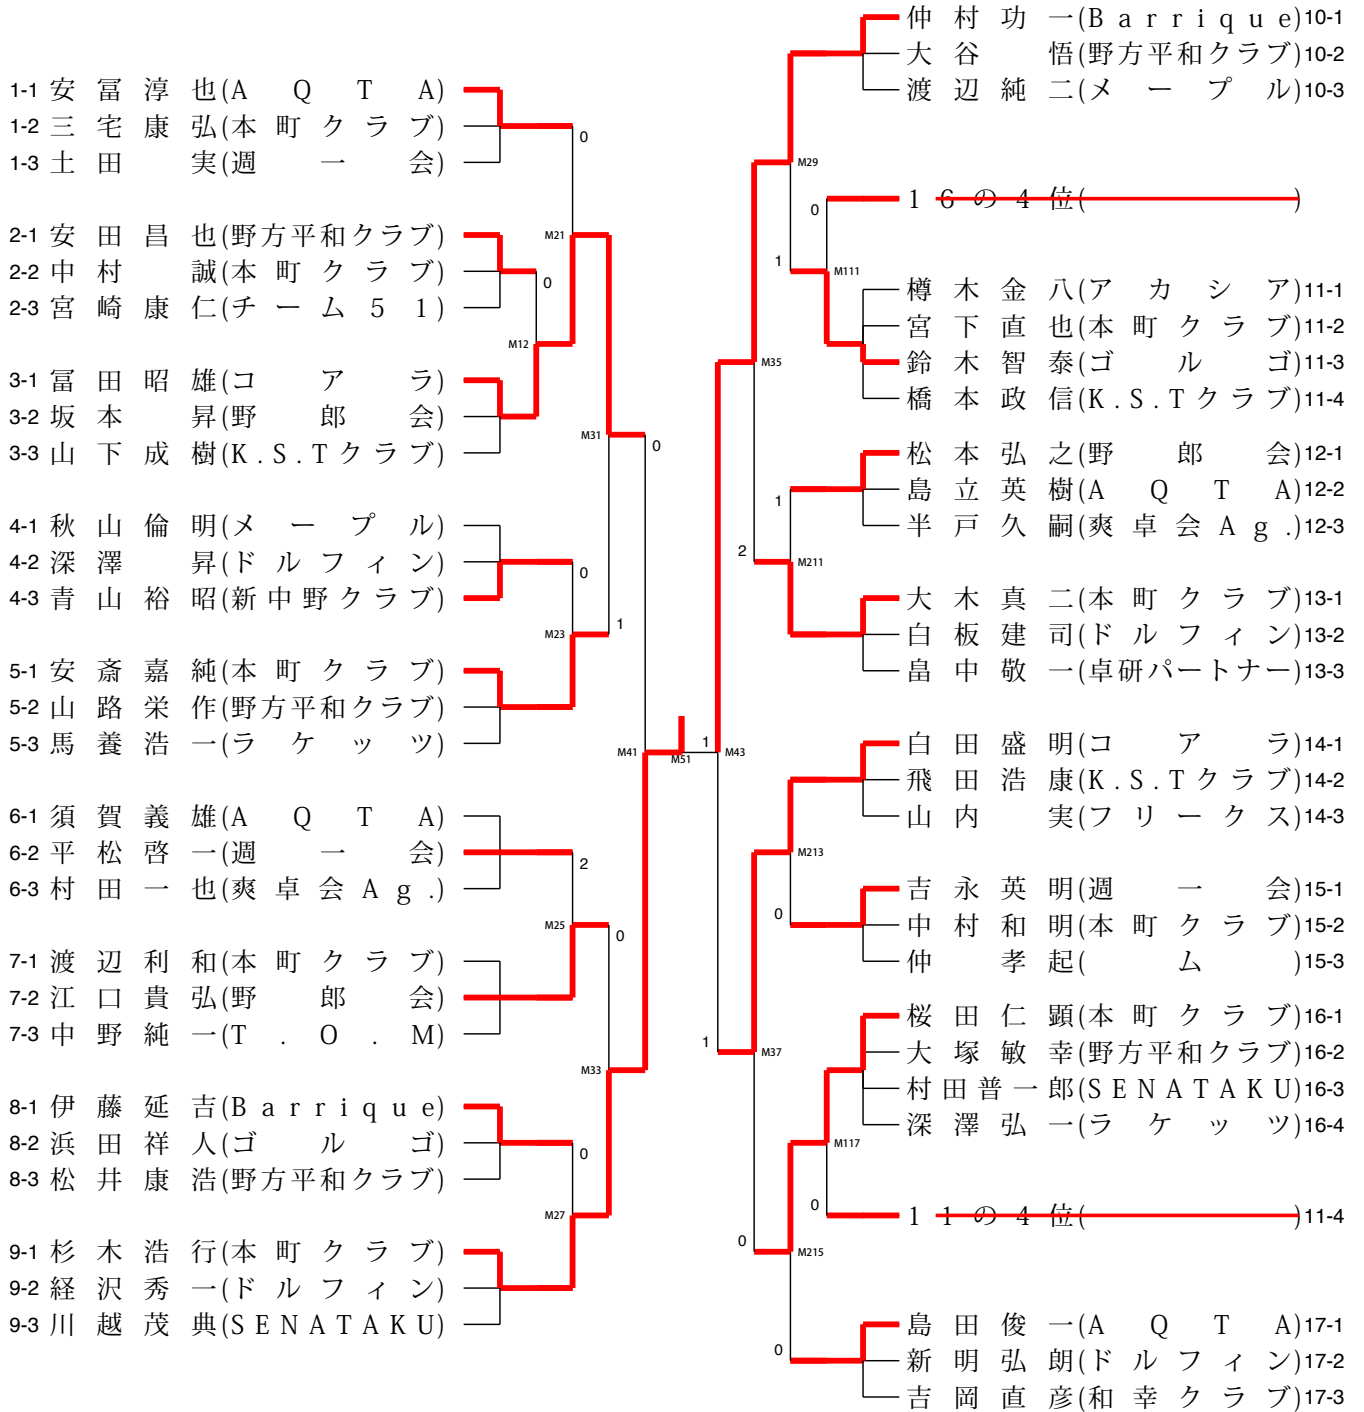 1-1 安冨淳也(AQTA)
1-2 三宅康弘(本町クラブ)
1-3 土田 実(週一会)
0
2-1 安田昌也(野方平和クラブ)
2-2 中村 誠(本町クラブ)
2-3 宮崎康仁(チーム51)
M21
0
M12
3-1 冨田昭雄(コアラ)
3-2 坂本 昇(野郎会)
3-3 山下成樹(K.S.Tクラブ)
M31
0
4-1 秋山倫明(メープル)
4-2 深澤 昇(ドルフィン)
4-3 青山裕昭(新中野クラブ)
0
M23
1
5-1 安斎嘉純(本町クラブ)
5-2 山路栄作(野方平和クラブ)
5-3 馬養浩一(ラケッツ)
M41
M51
1
M43
6-1 須賀義雄(AQTA)
6-2 平松啓一(週一会)
6-3 村田一也(爽卓会Ag.)
2
M25
0
7-1 渡辺利和(本町クラブ)
7-2 江口貴弘(野郎会)
7-3 中野純一(T.O.M)
M33
8-1 伊藤延吉(Barrique)
8-2 浜田祥人(ゴルゴ)
8-3 松井康浩(野方平和クラブ)
0
M27
9-1 杉木浩行(本町クラブ)
9-2 経沢秀一(ドルフィン)
9-3 川越茂典(SENATAKU)
仲村功一(Barrique)10-1
大谷 悟(野方平和クラブ)10-2
渡辺純二(メープル)10-3
M29
0
16の4位( )
1
M111
樽木金八(アカシア)11-1
宮下直也(本町クラブ)11-2
鈴木智泰(ゴルゴ)11-3
橋本政信(K.S.Tクラブ)11-4
M35
松本弘之(野郎会)12-1
島立英樹(AQTA)12-2
半戸久嗣(爽卓会Ag.)12-3
1
2
M211
大木真二(本町クラブ)13-1
白板建司(ドルフィン)13-2
畠中敬一(卓研パートナー)13-3
白田盛明(コアラ)14-1
飛田浩康(K.S.Tクラブ)14-2
山内 実(フリークス)14-3
M213
0
吉永英明(週一会)15-1
中村和明(本町クラブ)15-2
仲 孝起(ム)15-3
1
M37
桜田仁顕(本町クラブ)16-1
大塚敏幸(野方平和クラブ)16-2
村田普一郎(SENATAKU)16-3
深澤弘一(ラケッツ)16-4
M117
0
11の4位( )11-4
0
M215
0
島田俊一(AQTA)17-1
新明弘朗(ドルフィン)17-2
吉岡直彦(和幸クラブ)17-3